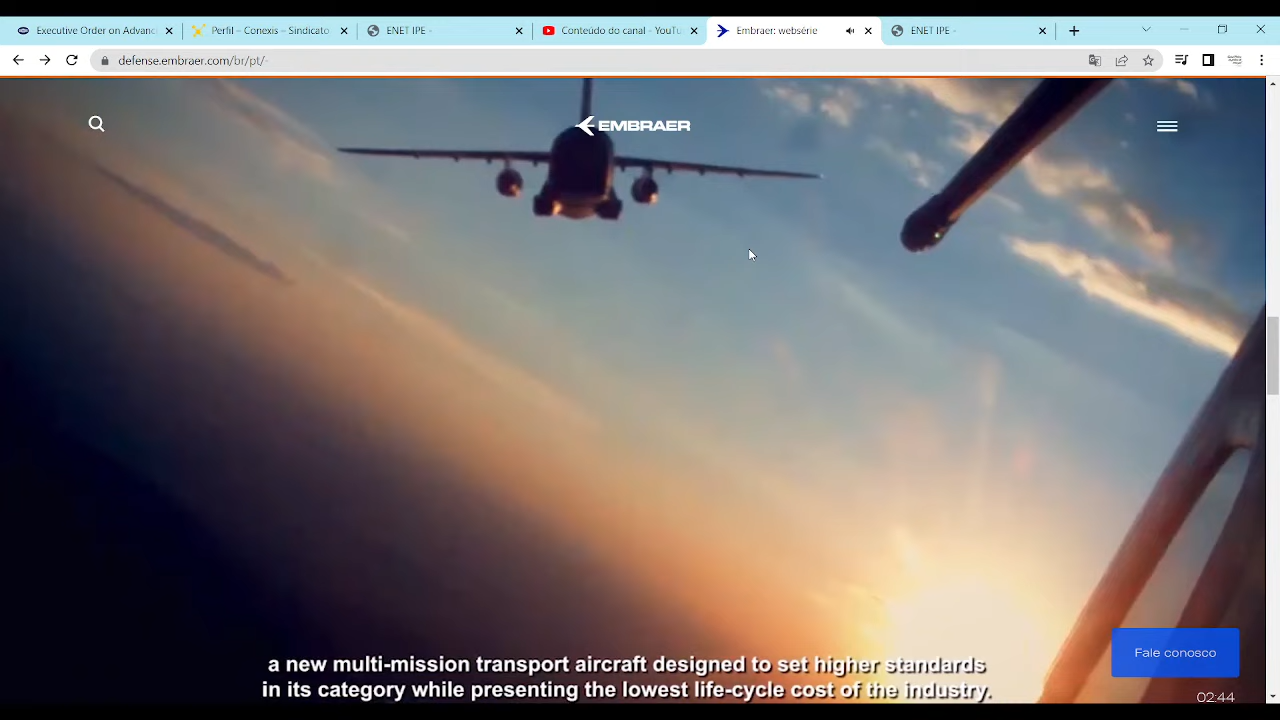 Executive Order on Advanc
Perfil – Conexis – Sindicato
ENET IPE -
Conteúdo do canal - YouTu
Embraer: websérie
ENET IPE -
defense.embraer.com/br/pt/-
EMBRAER
a new multi-mission transport aircraft designed to set higher standards
in its category while presenting the lowest life-cycle cost of the industry.
Fale conosco
02:44